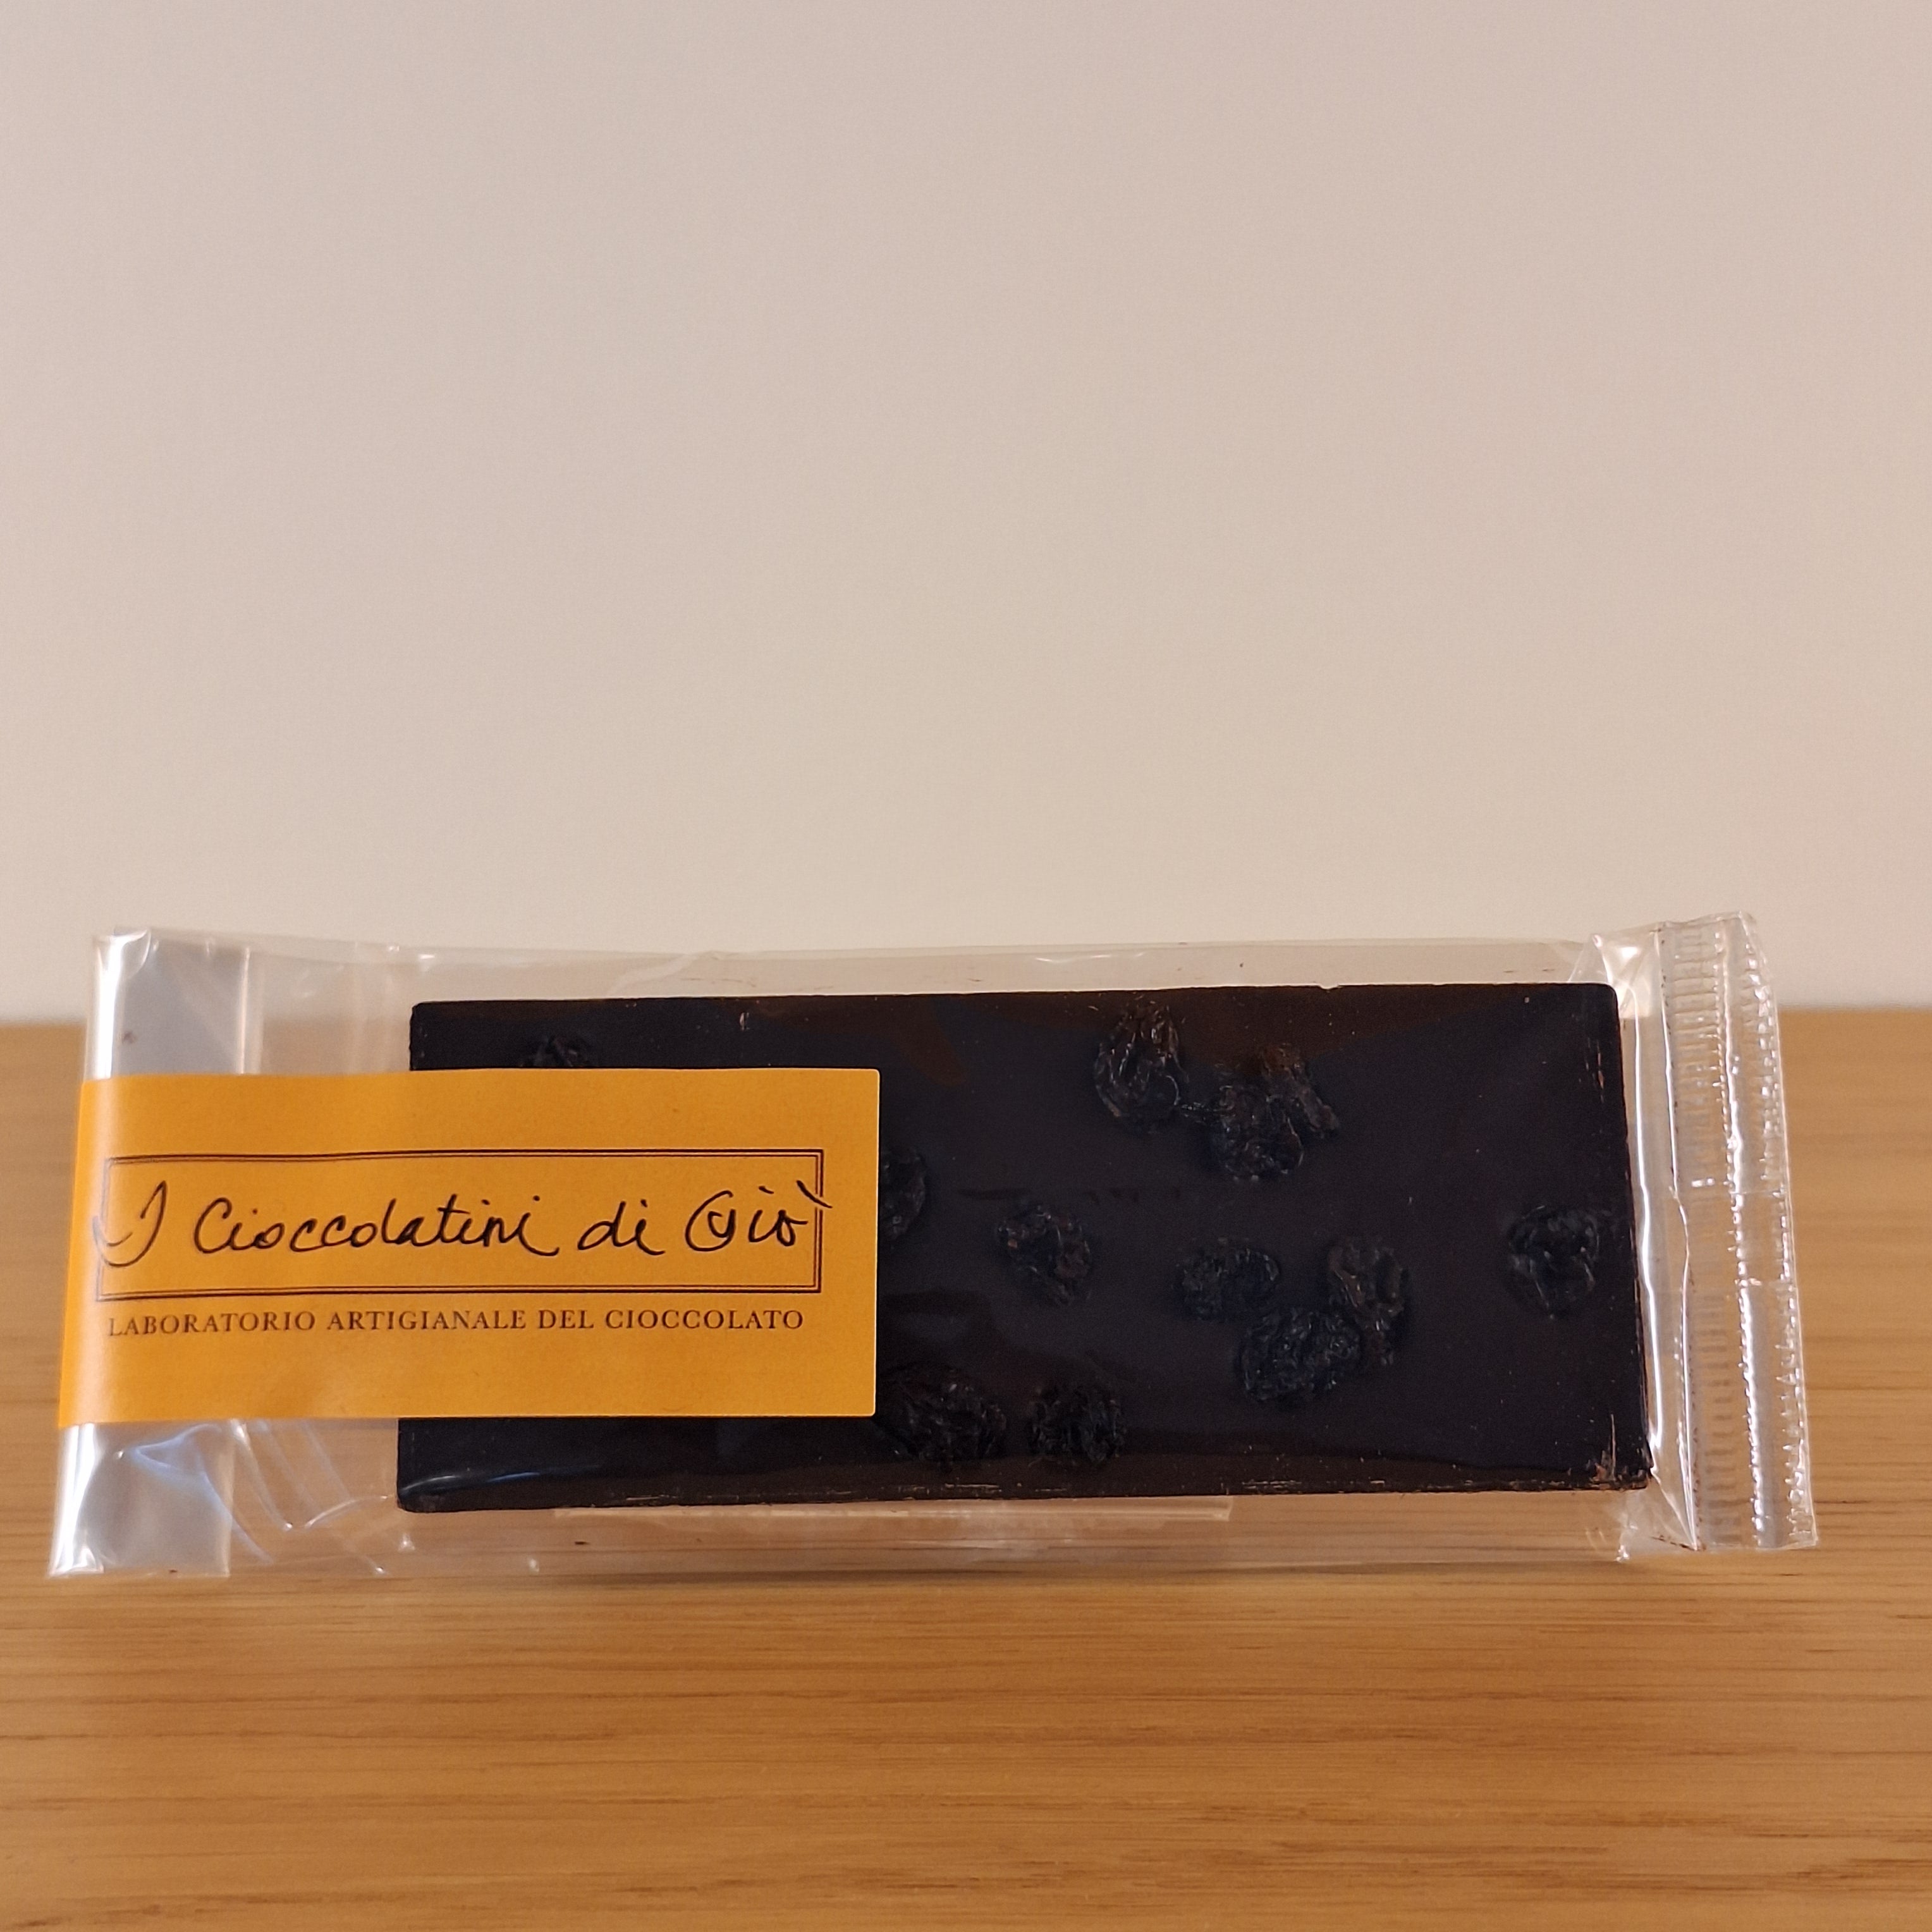 I Cioccolatini di Giò
LABORATORIO ARTIGIANALE DEL CIOCCOLATO